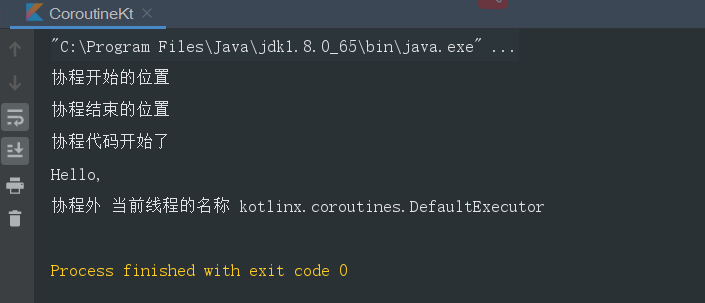 CoroutineKt ×
"C:\Program Files\Java\jdk1.8.0_65\bin\java.exe" ...
协程开始的位置
协程结束的位置
协程代码开始了
Hello,
协程外 当前线程的名称 kotlinx.coroutines.DefaultExecutor
Process finished with exit code 0